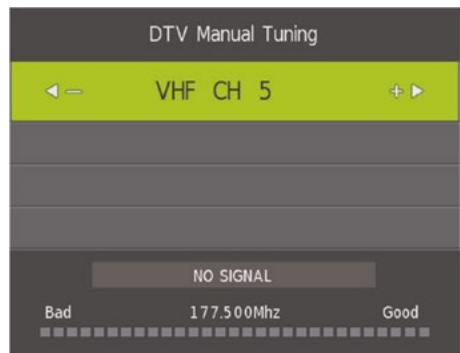 DTV Manual Tuning
VHF CH 5
NO SIGNAL
Bad 177.500Mhz Good